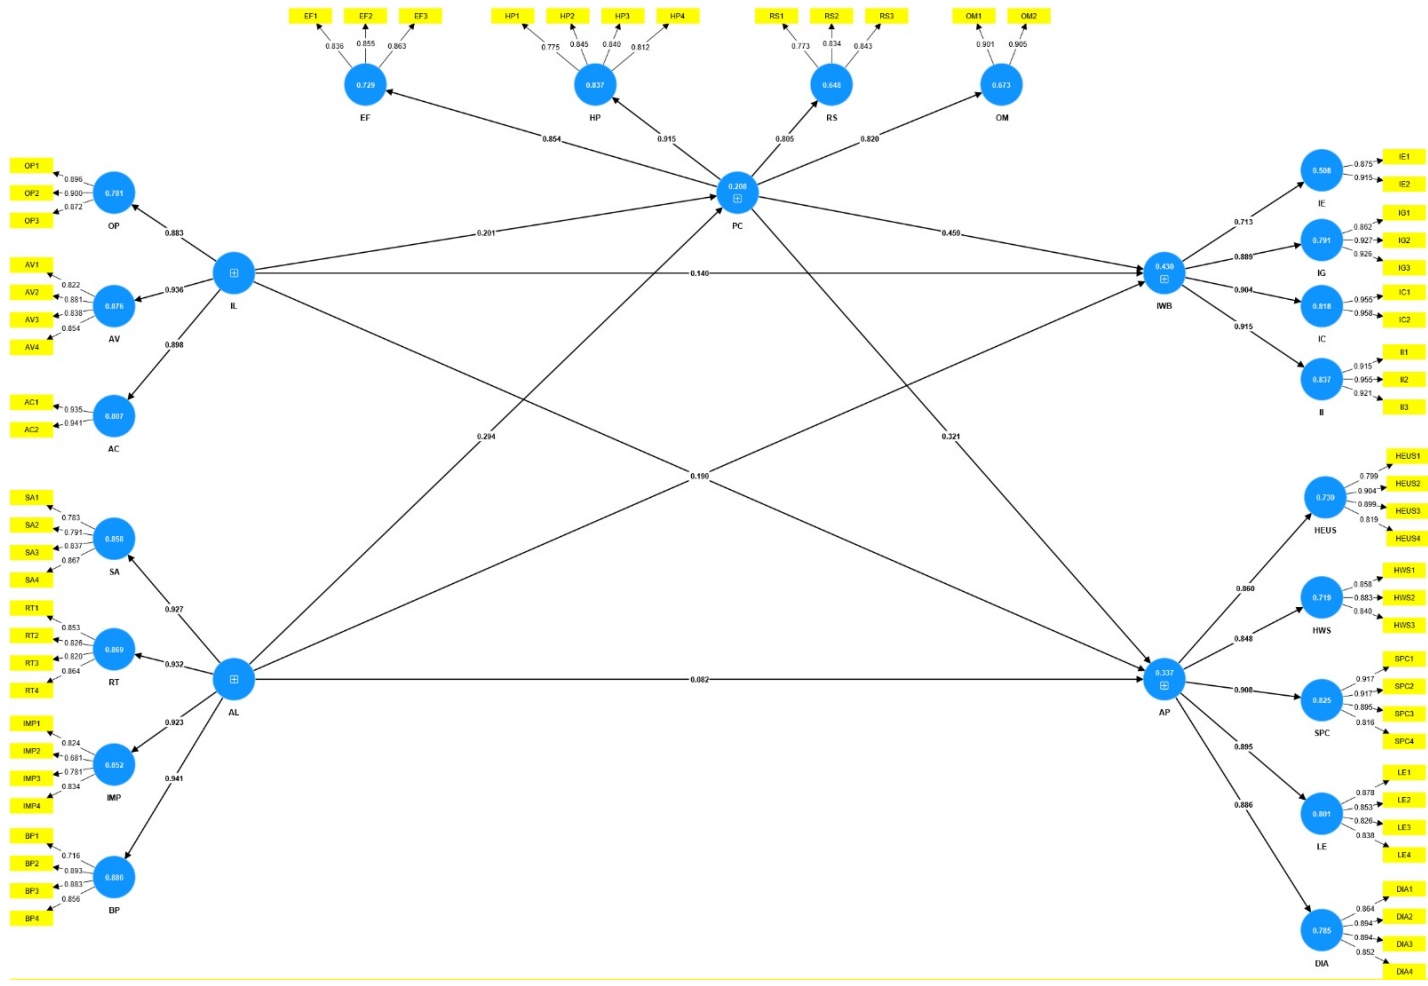 EF1 EF2 EF3 HP1 HP2 HP3 HP4 RS1 RS2 RS3 OM1 OM2
0.836 0.855 0.863 0.775 0.845 0.840 0.812 0.773 0.834 0.843 0.901 0.905
0.729 0.837 0.648 0.673
EF HP RS OM
0.854 0.915 0.805 0.820
OP1
OP2
OP3
0.896
0.900
0.872
0.781
OP
0.883
AV1
AV2
AV3
AV4
0.822
0.881
0.838
0.854
0.876
AV
0.936
IL
AC1
AC2
0.935
0.941
0.807
AC
0.898
0.208
PC
0.201
0.459
0.140
0.294
0.190
0.321
0.082
SA1
SA2
SA3
SA4
0.783
0.791
0.837
0.867
0.858
SA
0.927
RT1
RT2
RT3
RT4
0.853
0.826
0.820
0.864
0.869
RT
0.932
AL
IMP1
IMP2
IMP3
IMP4
0.824
0.681
0.781
0.834
0.852
IMP
0.923
BP1
BP2
BP3
BP4
0.716
0.893
0.883
0.856
0.886
BP
0.941
0.430
IWB
0.713
0.889
0.904
0.915
0.508
IE
0.875
0.915
IE1
IE2
0.791
IG
0.862
0.927
0.926
IG1
IG2
IG3
0.818
IC
0.955
0.958
IC1
IC2
0.837
II
0.915
0.955
0.921
II1
II2
II3
0.337
AP
0.860
0.848
0.908
0.895
0.886
0.739
HEUS
0.799
0.904
0.899
0.819
HEUS1
HEUS2
HEUS3
HEUS4
0.719
HWS
0.858
0.883
0.840
HWS1
HWS2
HWS3
0.825
SPC
0.917
0.917
0.895
0.816
SPC1
SPC2
SPC3
SPC4
0.801
LE
0.878
0.853
0.826
0.838
LE1
LE2
LE3
LE4
0.785
DIA
0.864
0.894
0.894
0.852
DIA1
DIA2
DIA3
DIA4